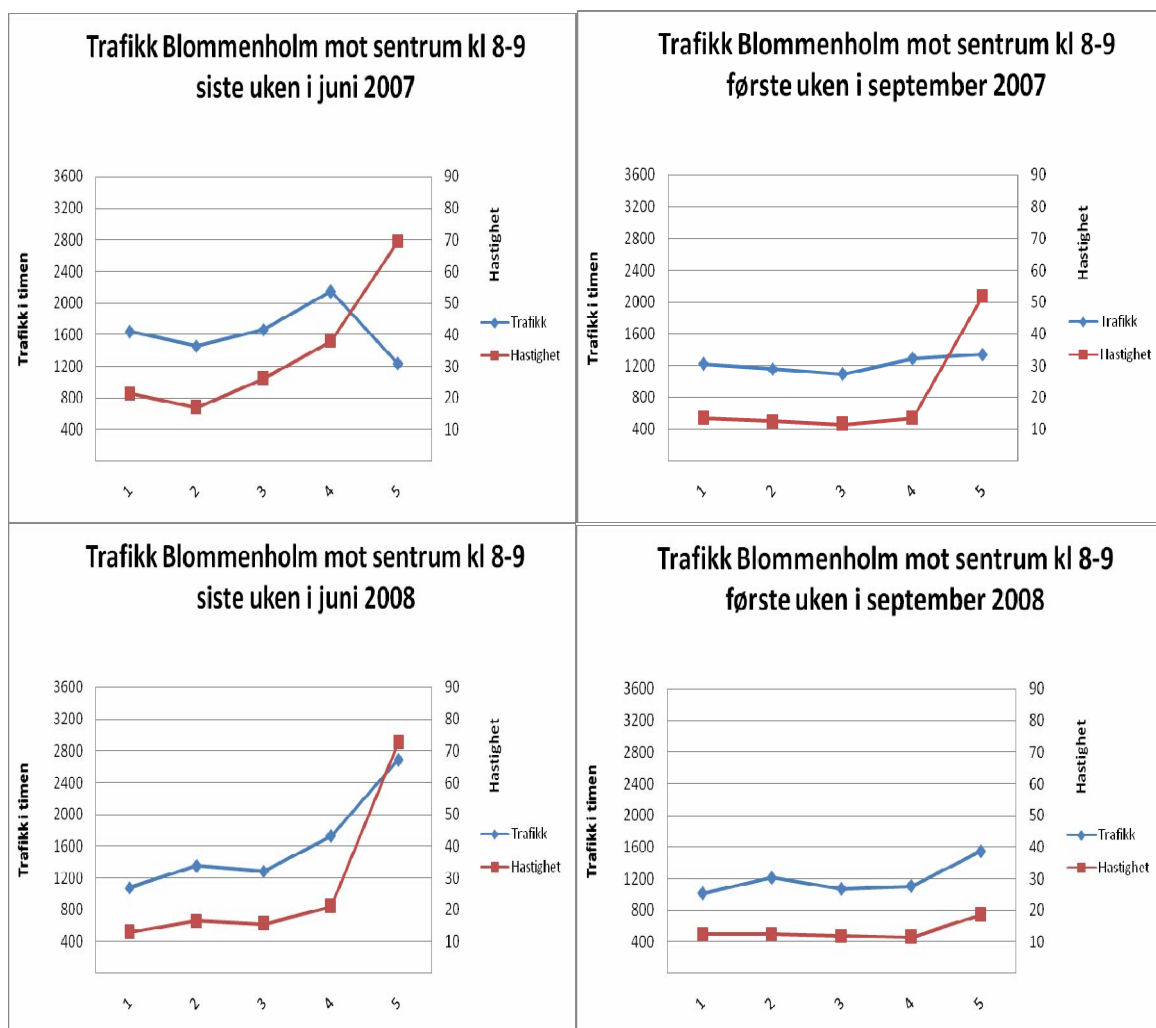 Trafikk Blommenholm mot sentrum kl 8-9
siste uken i juni 2007
3600
3200
2800
2400
2000
1600
1200
800
400
Trafikk i timen
90
80
70
60
50
40
30
20
10
Hastighet
Trafikk
Hastighet
1 2 3 4 5
Trafikk Blommenholm mot sentrum kl 8-9
første uken i september 2007
3600
3200
2800
2400
2000
1600
1200
800
400
Trafikk i timen
90
80
70
60
50
40
30
20
10
Hastighet
Trafikk
Hastighet
1 2 3 4 5
Trafikk Blommenholm mot sentrum kl 8-9
siste uken i juni 2008
3600
3200
2800
2400
2000
1600
1200
800
400
Trafikk i timen
90
80
70
60
50
40
30
20
10
Hastighet
Trafikk
Hastighet
1 2 3 4 5
Trafikk Blommenholm mot sentrum kl 8-9
første uken i september 2008
3600
3200
2800
2400
2000
1600
1200
800
400
Trafikk i timen
90
80
70
60
50
40
30
20
10
Hastighet
Trafikk
Hastighet
1 2 3 4 5